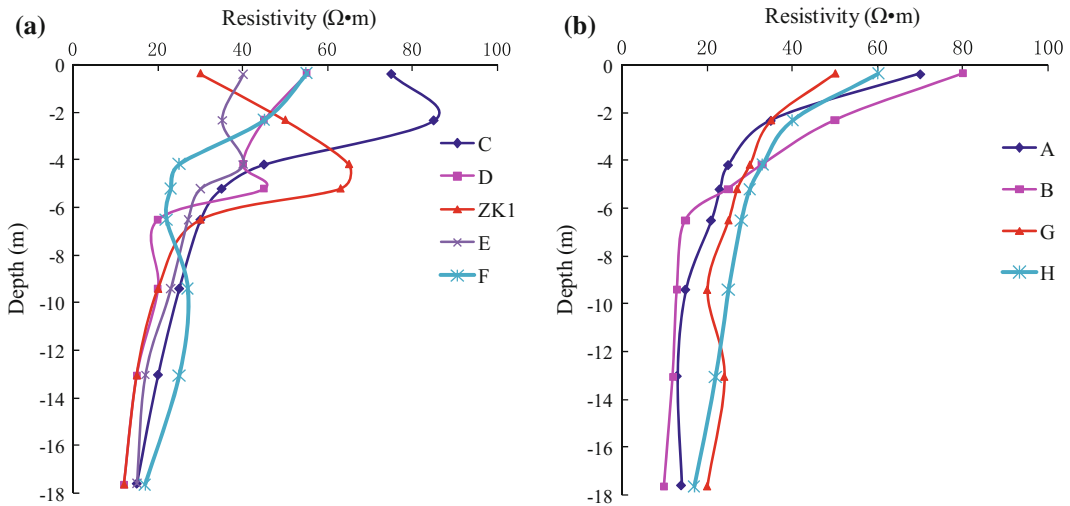 (a)
Resistivity (Ω•m)
0 20 40 60 80 100
0
-2
-4
-6
-8
-10
-12
-14
-16
-18
Depth (m)
C
D
ZK1
E
F
(b)
Resistivity (Ω•m)
0 20 40 60 80 100
0
-2
-4
-6
-8
-10
-12
-14
-16
-18
Depth (m)
A
B
G
H